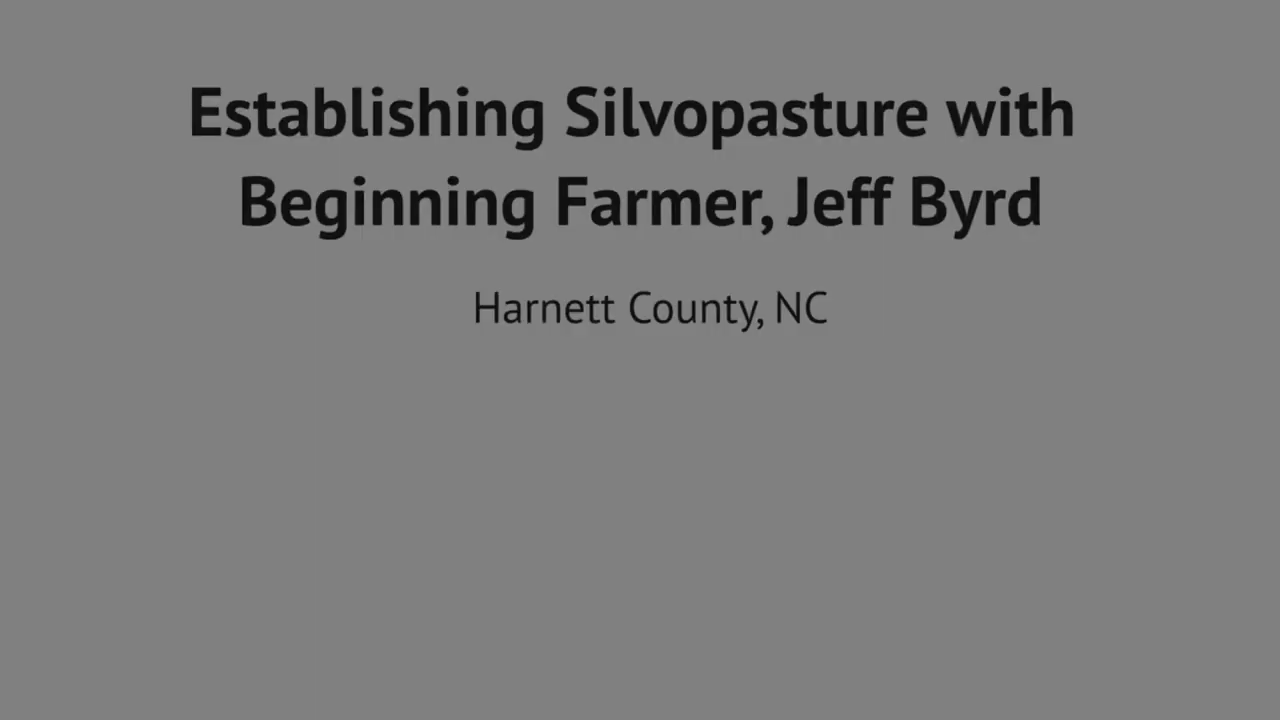 Establishing Silvopasture with
Beginning Farmer, Jeff Byrd
Harnett County, NC